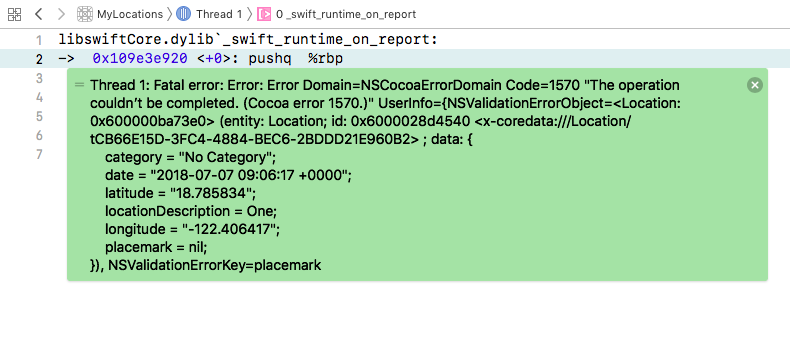 MyLocations Thread 1 0 _swift_runtime_on_report
1 libswiftCore.dylib`_swift_runtime_on_report:
2 -> 0x109e3e920 <+0>: pushq %rbp
3 Thread 1: Fatal error: Error: Error Domain=NSCocoaErrorDomain Code=1570 "The operation
4 couldn’t be completed. (Cocoa error 1570.)" UserInfo={NSValidationErrorObject=<Location:
5 0x600000ba73e0> (entity: Location; id: 0x6000028d4540 <x-coredata:///Location/
6 tCB66E15D-3FC4-4884-BEC6-2BDDD21E960B2> ; data: {
7 category = "No Category";
date = "2018-07-07 09:06:17 +0000";
latitude = "18.785834";
locationDescription = One;
longitude = "-122.406417";
placemark = nil;
}), NSValidationErrorKey=placemark